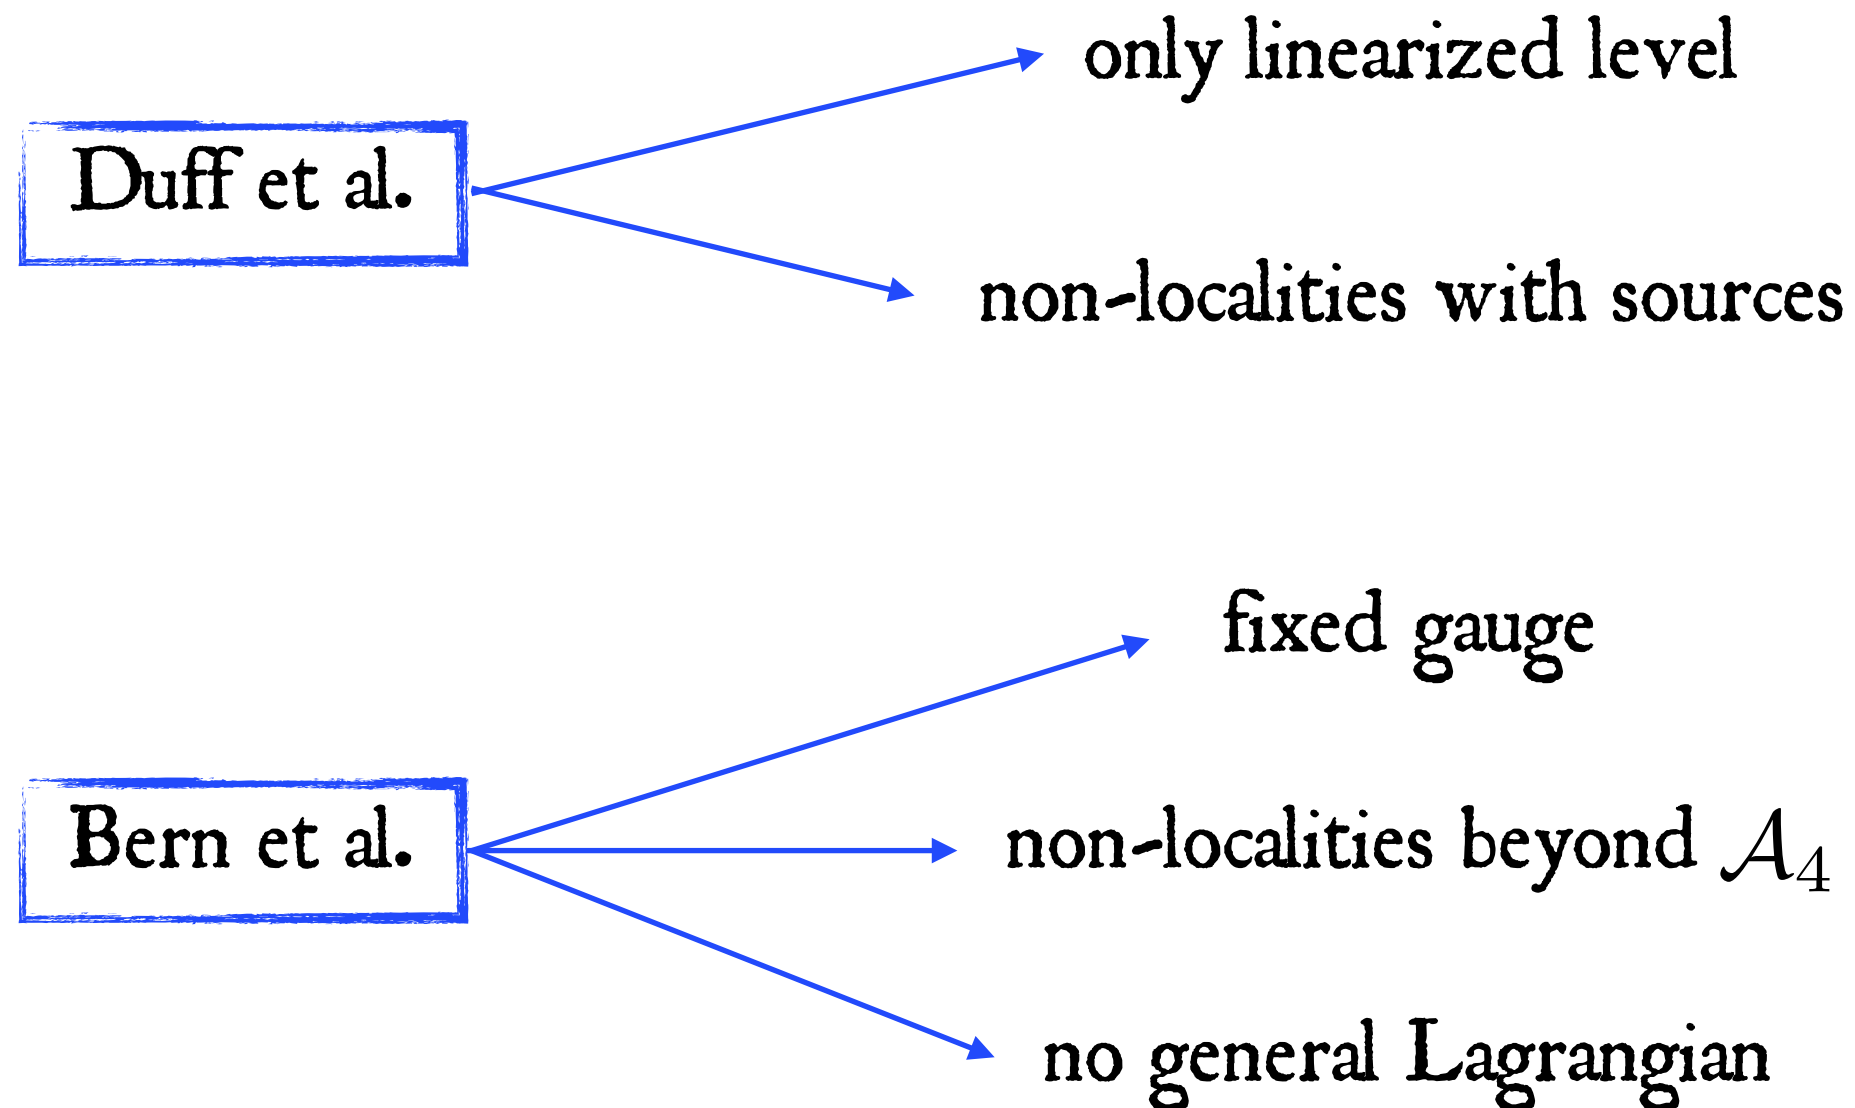 only linearized level
Duff et al.
non-localities with sources
fixed gauge
Bern et al.
non-localities beyond 𝒜₄
no general Lagrangian